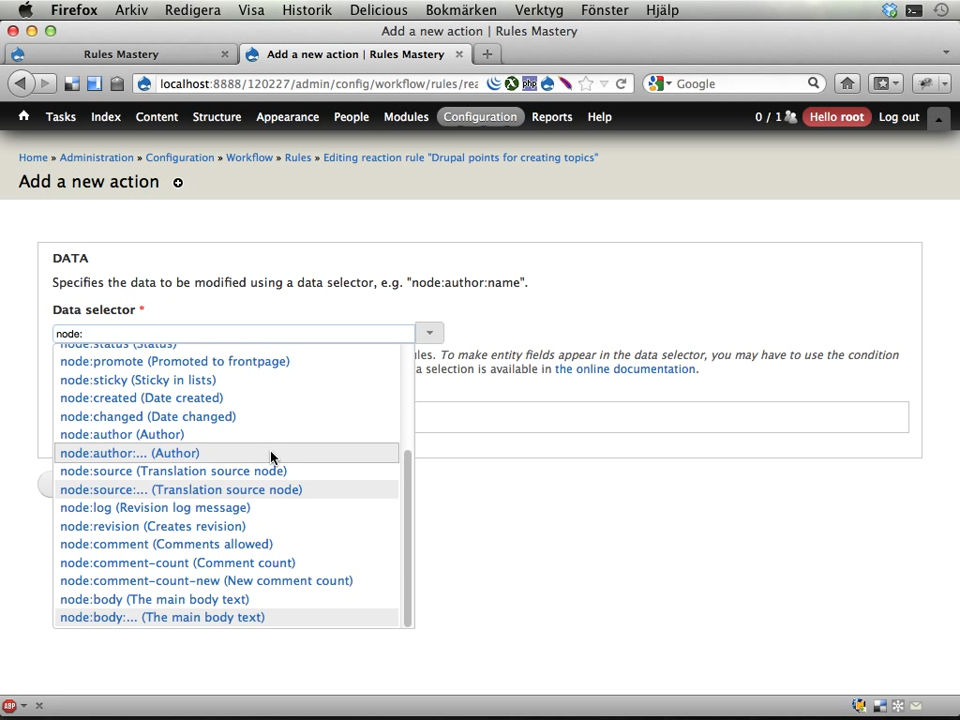 Firefox Arkiv Redigera Visa Historik Delicious Bokmärken Verktyg Fönster Hjälp
Add a new action | Rules Mastery
Rules Mastery × Add a new action | Rules Mastery × +
localhost:8888/120227/admin/config/workflow/rules/rea php Google
Tasks Index Content Structure Appearance People Modules Configuration Reports Help 0 / 1 Hello root Log out
Home » Administration » Configuration » Workflow » Rules » Editing reaction rule "Drupal points for creating topics"
Add a new action
DATA
Specifies the data to be modified using a data selector, e.g. "node:author:name".
Data selector *
node:
node:status (Status)
ules. To make entity fields appear in the data selector, you may have to use the condition
node:promote (Promoted to frontpage)
a selection is available in the online documentation.
node:sticky (Sticky in lists)
node:created (Date created)
node:changed (Date changed)
node:author (Author)
node:author:... (Author)
node:source (Translation source node)
node:source:... (Translation source node)
node:log (Revision log message)
node:revision (Creates revision)
node:comment (Comments allowed)
node:comment-count (Comment count)
node:comment-count-new (New comment count)
node:body (The main body text)
node:body:... (The main body text)
ABP